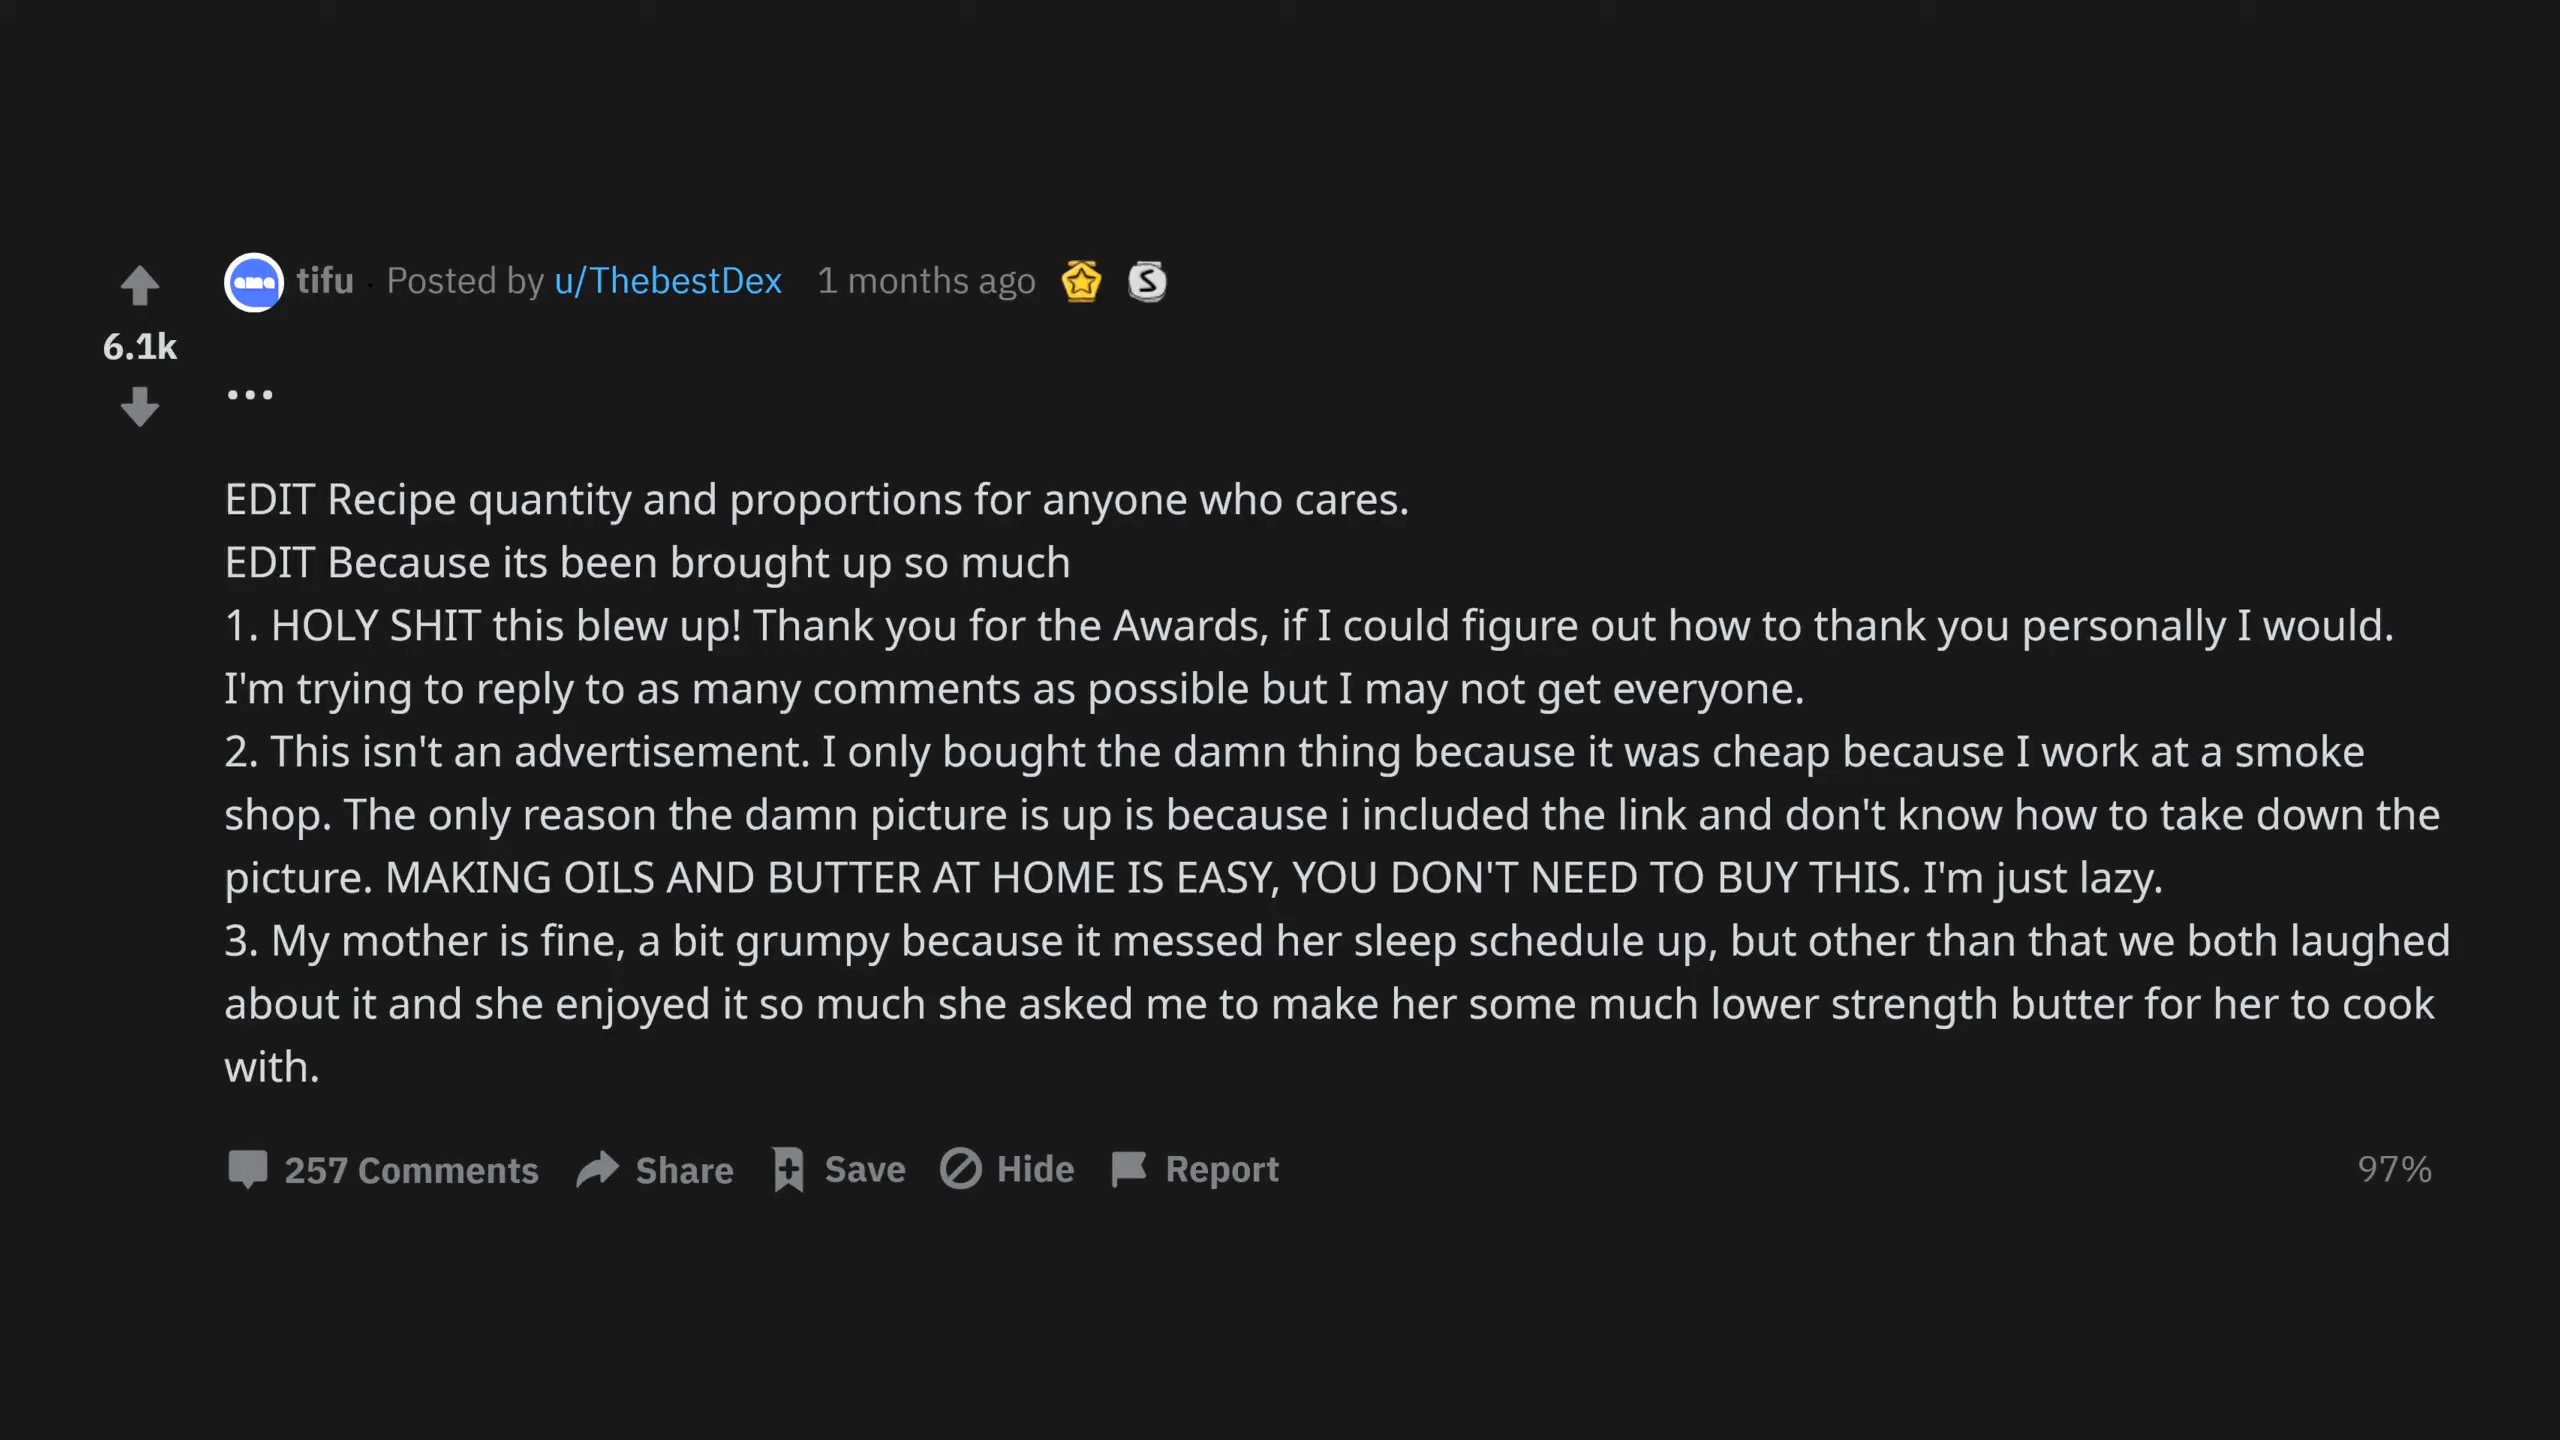 ama
tifu · Posted by u/ThebestDex 1 months ago S
6.1k
...
EDIT Recipe quantity and proportions for anyone who cares.
EDIT Because its been brought up so much
1. HOLY SHIT this blew up! Thank you for the Awards, if I could figure out how to thank you personally I would.
I'm trying to reply to as many comments as possible but I may not get everyone.
2. This isn't an advertisement. I only bought the damn thing because it was cheap because I work at a smoke
shop. The only reason the damn picture is up is because i included the link and don't know how to take down the
picture. MAKING OILS AND BUTTER AT HOME IS EASY, YOU DON'T NEED TO BUY THIS. I'm just lazy.
3. My mother is fine, a bit grumpy because it messed her sleep schedule up, but other than that we both laughed
about it and she enjoyed it so much she asked me to make her some much lower strength butter for her to cook
with.
257 Comments Share Save Hide Report 97%